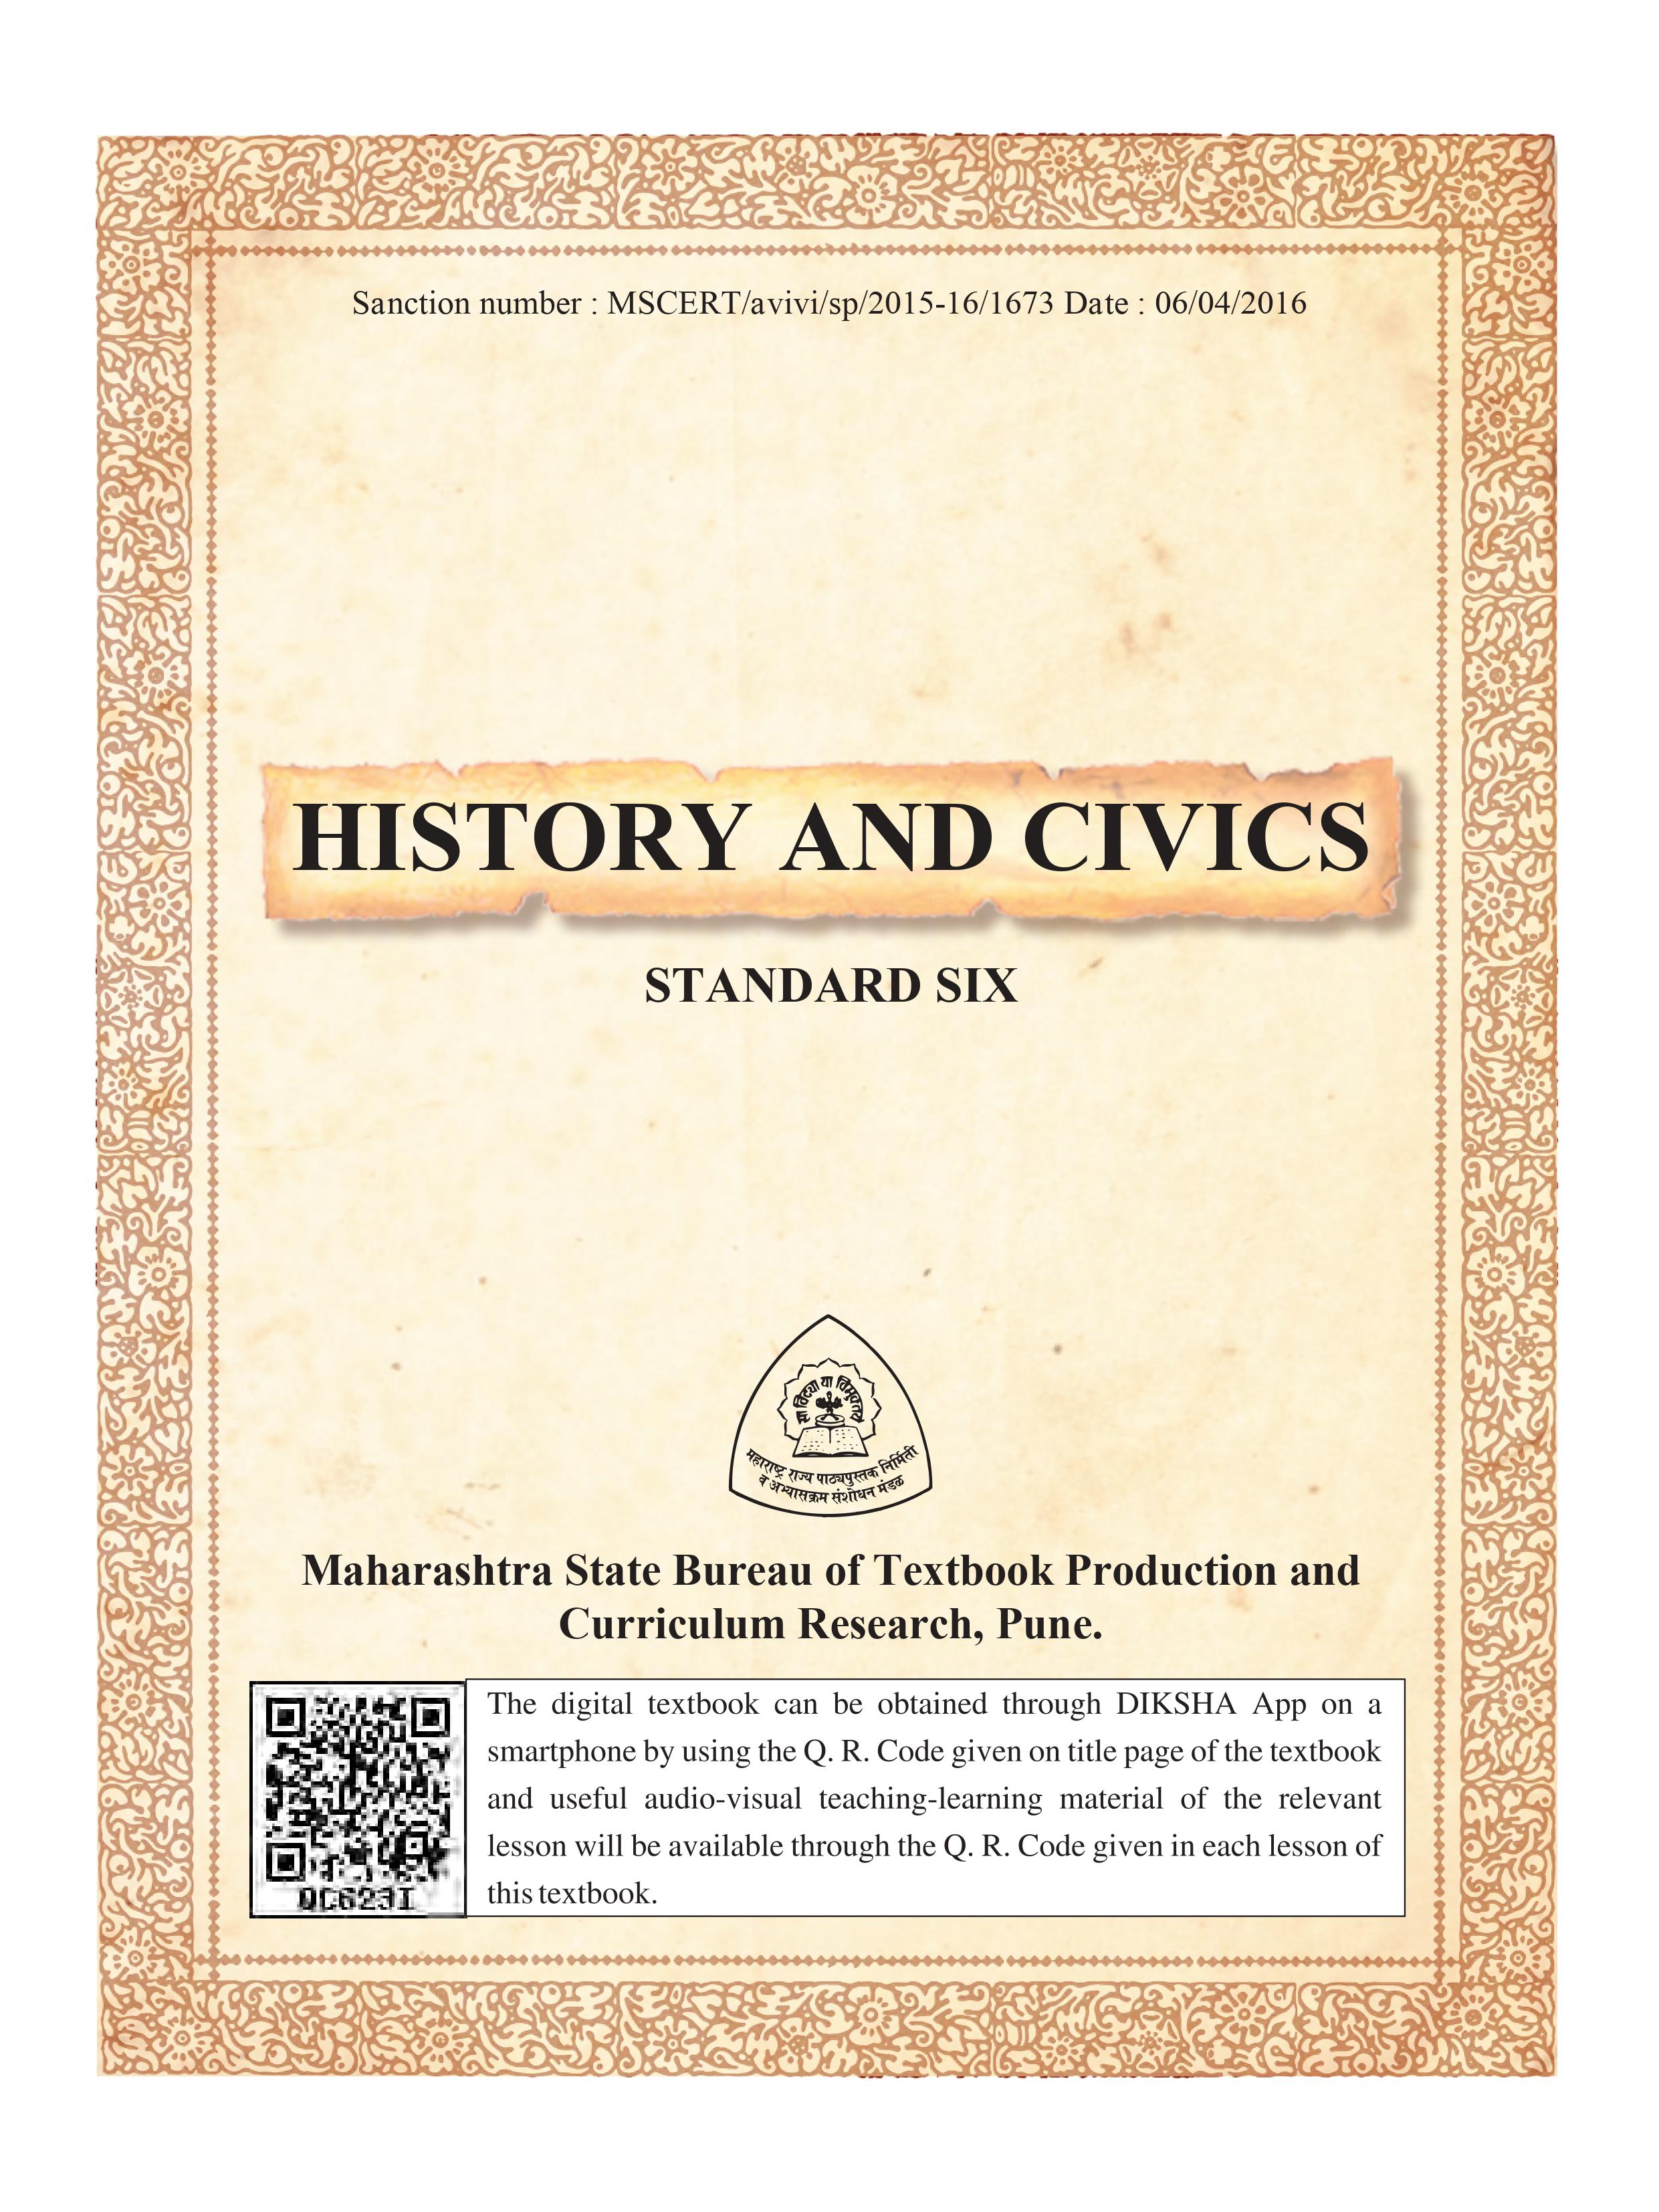 Sanction number : MSCERT/avivi/sp/2015-16/1673 Date : 06/04/2016
HISTORY AND CIVICS
STANDARD SIX
सा विद्या या विमुक्तये
महाराष्ट्र राज्य पाठ्यपुस्तक निर्मिती
व अभ्यासक्रम संशोधन मंडळ
Maharashtra State Bureau of Textbook Production and
Curriculum Research, Pune.
The digital textbook can be obtained through DIKSHA App on a
smartphone by using the Q. R. Code given on title page of the textbook
and useful audio-visual teaching-learning material of the relevant
lesson will be available through the Q. R. Code given in each lesson of
this textbook.